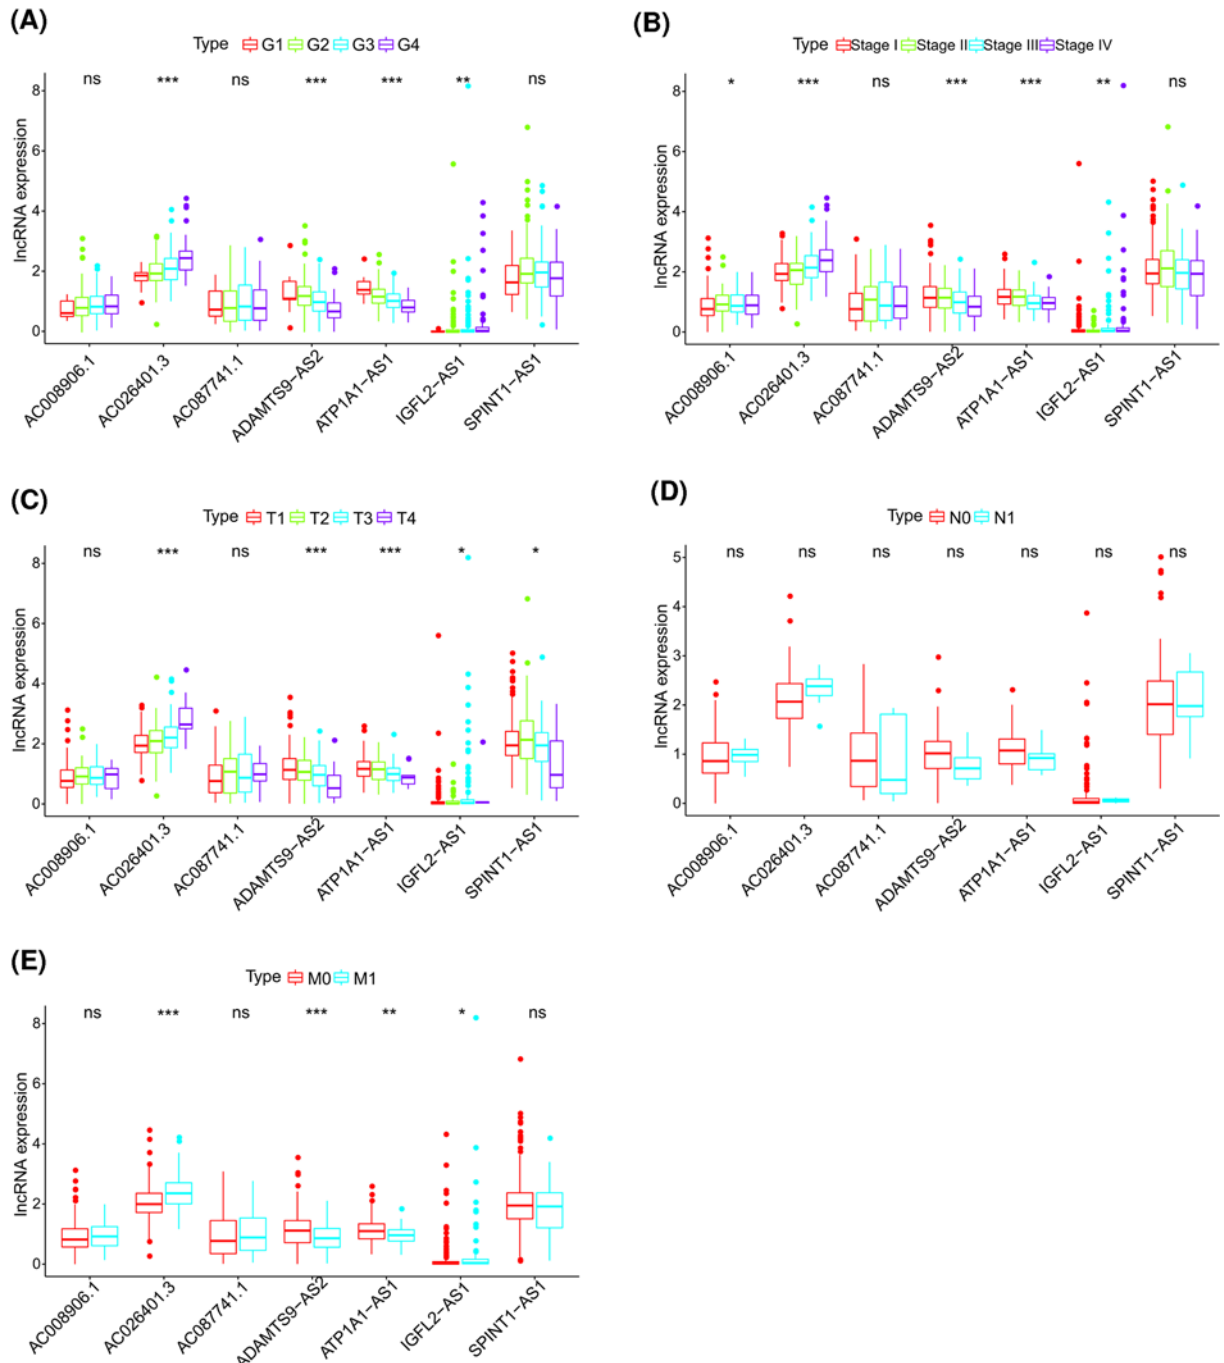 (A)
Type G1 G2 G3 G4
ns *** ns *** *** ** ns
lncRNA expression
8
6
4
2
0
AC008906.1 AC026401.3 AC087741.1 ADAMTS9−AS2 ATP1A1−AS1 IGFL2−AS1 SPINT1−AS1
(B)
Type Stage I Stage II Stage III Stage IV
* *** ns *** *** ** ns
lncRNA expression
8
6
4
2
0
AC008906.1 AC026401.3 AC087741.1 ADAMTS9−AS2 ATP1A1−AS1 IGFL2−AS1 SPINT1−AS1
(C)
Type T1 T2 T3 T4
ns *** ns *** *** * *
lncRNA expression
8
6
4
2
0
AC008906.1 AC026401.3 AC087741.1 ADAMTS9−AS2 ATP1A1−AS1 IGFL2−AS1 SPINT1−AS1
(D)
Type N0 N1
ns ns ns ns ns ns ns
lncRNA expression
5
4
3
2
1
0
AC008906.1 AC026401.3 AC087741.1 ADAMTS9−AS2 ATP1A1−AS1 IGFL2−AS1 SPINT1−AS1
(E)
Type M0 M1
ns *** ns *** ** * ns
lncRNA expression
8
6
4
2
0
AC008906.1 AC026401.3 AC087741.1 ADAMTS9−AS2 ATP1A1−AS1 IGFL2−AS1 SPINT1−AS1